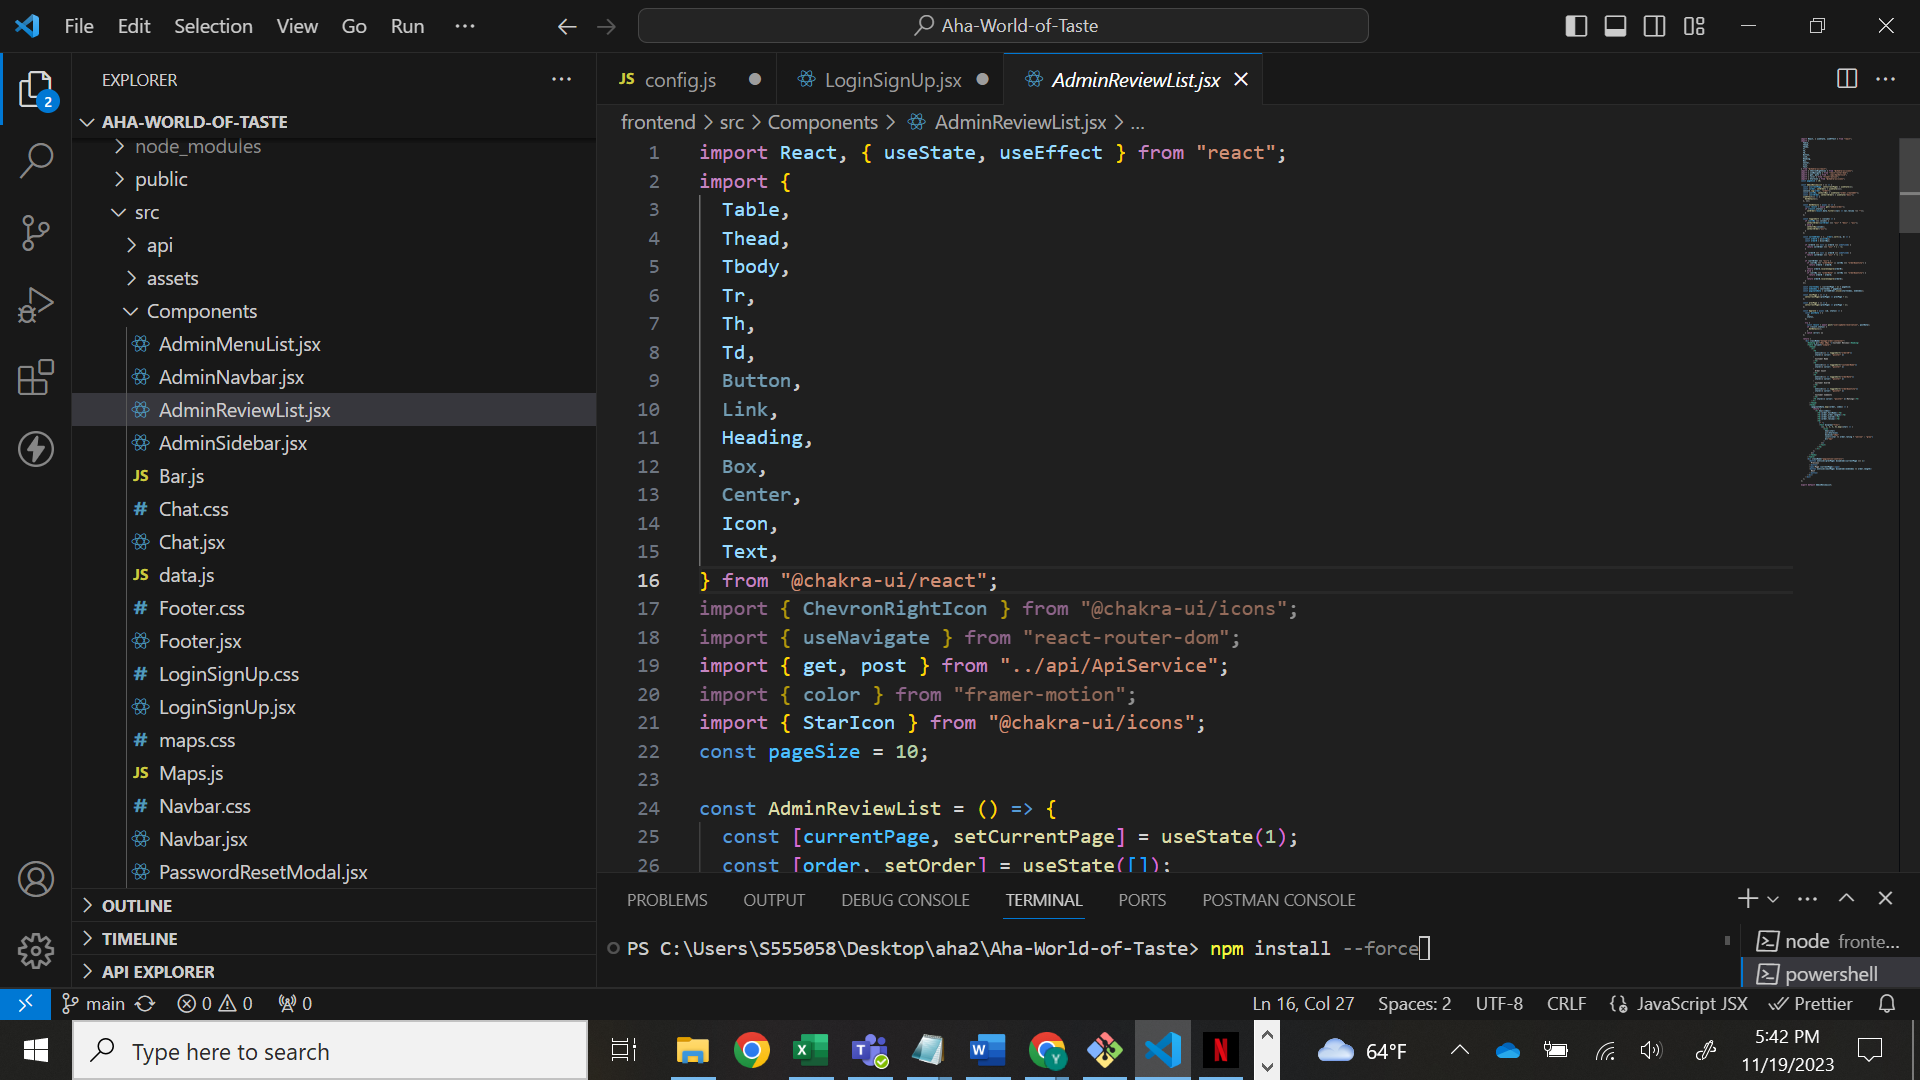 File Edit Selection View Go Run ···
Aha-World-of-Taste
EXPLORER
2
AHA-WORLD-OF-TASTE
node_modules
public
src
api
assets
Components
AdminMenuList.jsx
AdminNavbar.jsx
AdminReviewList.jsx
AdminSidebar.jsx
JS Bar.js
# Chat.css
Chat.jsx
JS data.js
# Footer.css
Footer.jsx
# LoginSignUp.css
LoginSignUp.jsx
# maps.css
JS Maps.js
# Navbar.css
Navbar.jsx
PasswordResetModal.jsx
OUTLINE
TIMELINE
API EXPLORER
JS config.js
LoginSignUp.jsx
AdminReviewList.jsx
frontend > src > Components > AdminReviewList.jsx > ...
1 import React, { useState, useEffect } from "react";
2 import {
3 Table,
4 Thead,
5 Tbody,
6 Tr,
7 Th,
8 Td,
9 Button,
10 Link,
11 Heading,
12 Box,
13 Center,
14 Icon,
15 Text,
16 } from "@chakra-ui/react";
17 import { ChevronRightIcon } from "@chakra-ui/icons";
18 import { useNavigate } from "react-router-dom";
19 import { get, post } from "../api/ApiService";
20 import { color } from "framer-motion";
21 import { StarIcon } from "@chakra-ui/icons";
22 const pageSize = 10;
23
24 const AdminReviewList = () => {
25 const [currentPage, setCurrentPage] = useState(1);
26 const [order, setOrder] = useState([]);
PROBLEMS OUTPUT DEBUG CONSOLE TERMINAL PORTS POSTMAN CONSOLE
PS C:\Users\S555058\Desktop\aha2\Aha-World-of-Taste> npm install --force
node fronte...
powershell
main 0 0 0
Ln 16, Col 27 Spaces: 2 UTF-8 CRLF JavaScript JSX Prettier
Type here to search
64°F
5:42 PM
11/19/2023